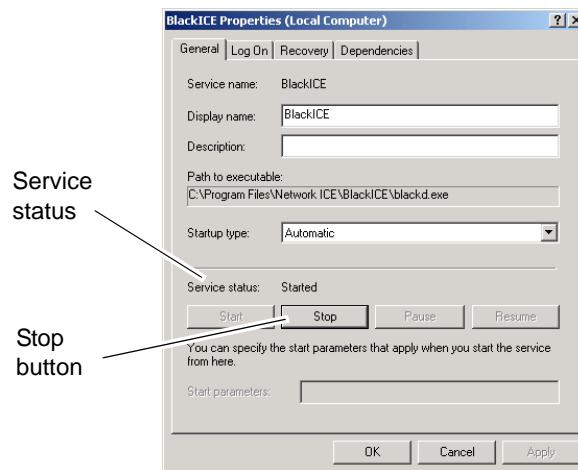 BlackICE Properties (Local Computer)
General Log On Recovery Dependencies
Service name: BlackICE
Display name: BlackICE
Description:
Path to executable:
C:\Program Files\Network ICE\BlackICE\blackd.exe
Startup type: Automatic
Service status: Started
Start Stop Pause Resume
You can specify the start parameters that apply when you start the service
from here.
Start parameters:
OK Cancel Apply
Service
status
Stop
button